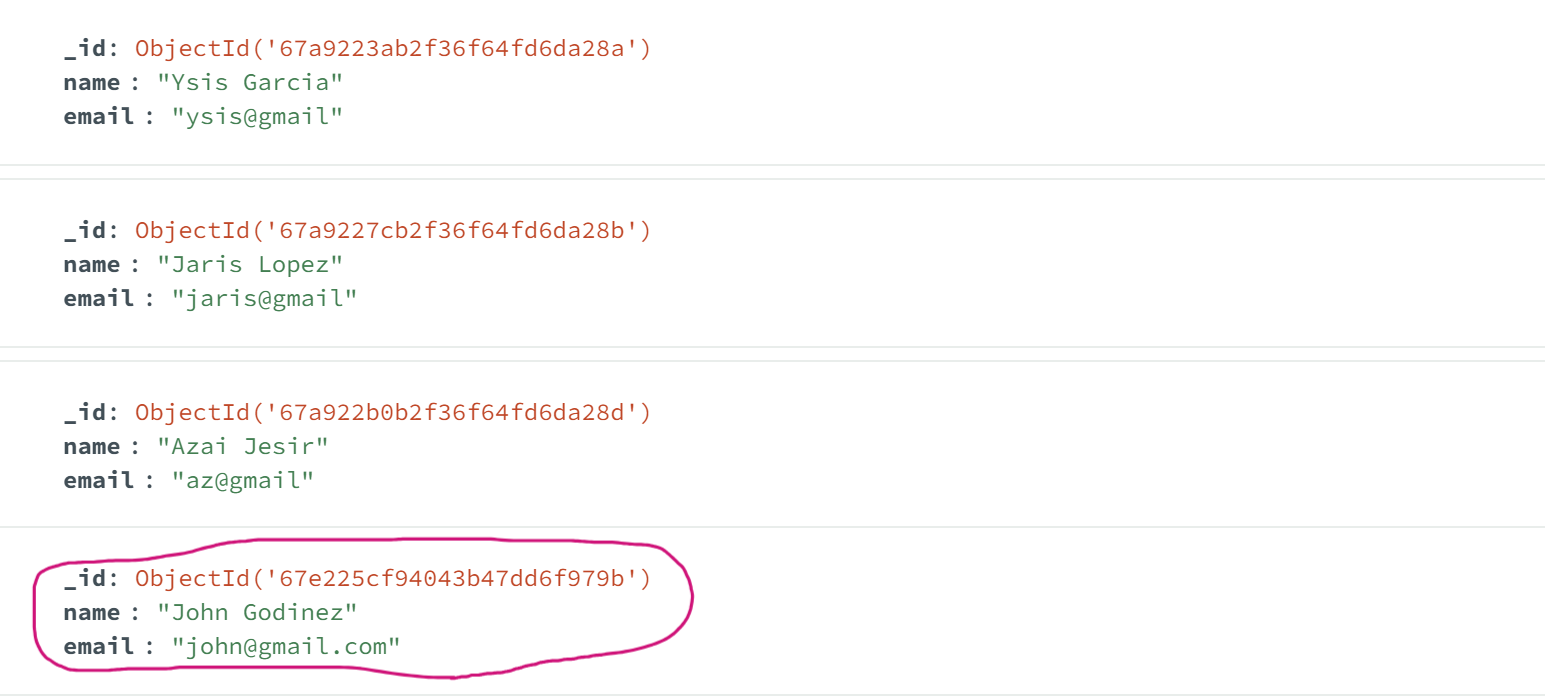 _id: ObjectId('67a9223ab2f36f64fd6da28a')
name : "Ysis Garcia"
email : "ysis@gmail"
_id: ObjectId('67a9227cb2f36f64fd6da28b')
name : "Jaris Lopez"
email : "jaris@gmail"
_id: ObjectId('67a922b0b2f36f64fd6da28d')
name : "Azai Jesir"
email : "az@gmail"
_id: ObjectId('67e225cf94043b47dd6f979b')
name : "John Godinez"
email : "john@gmail.com"